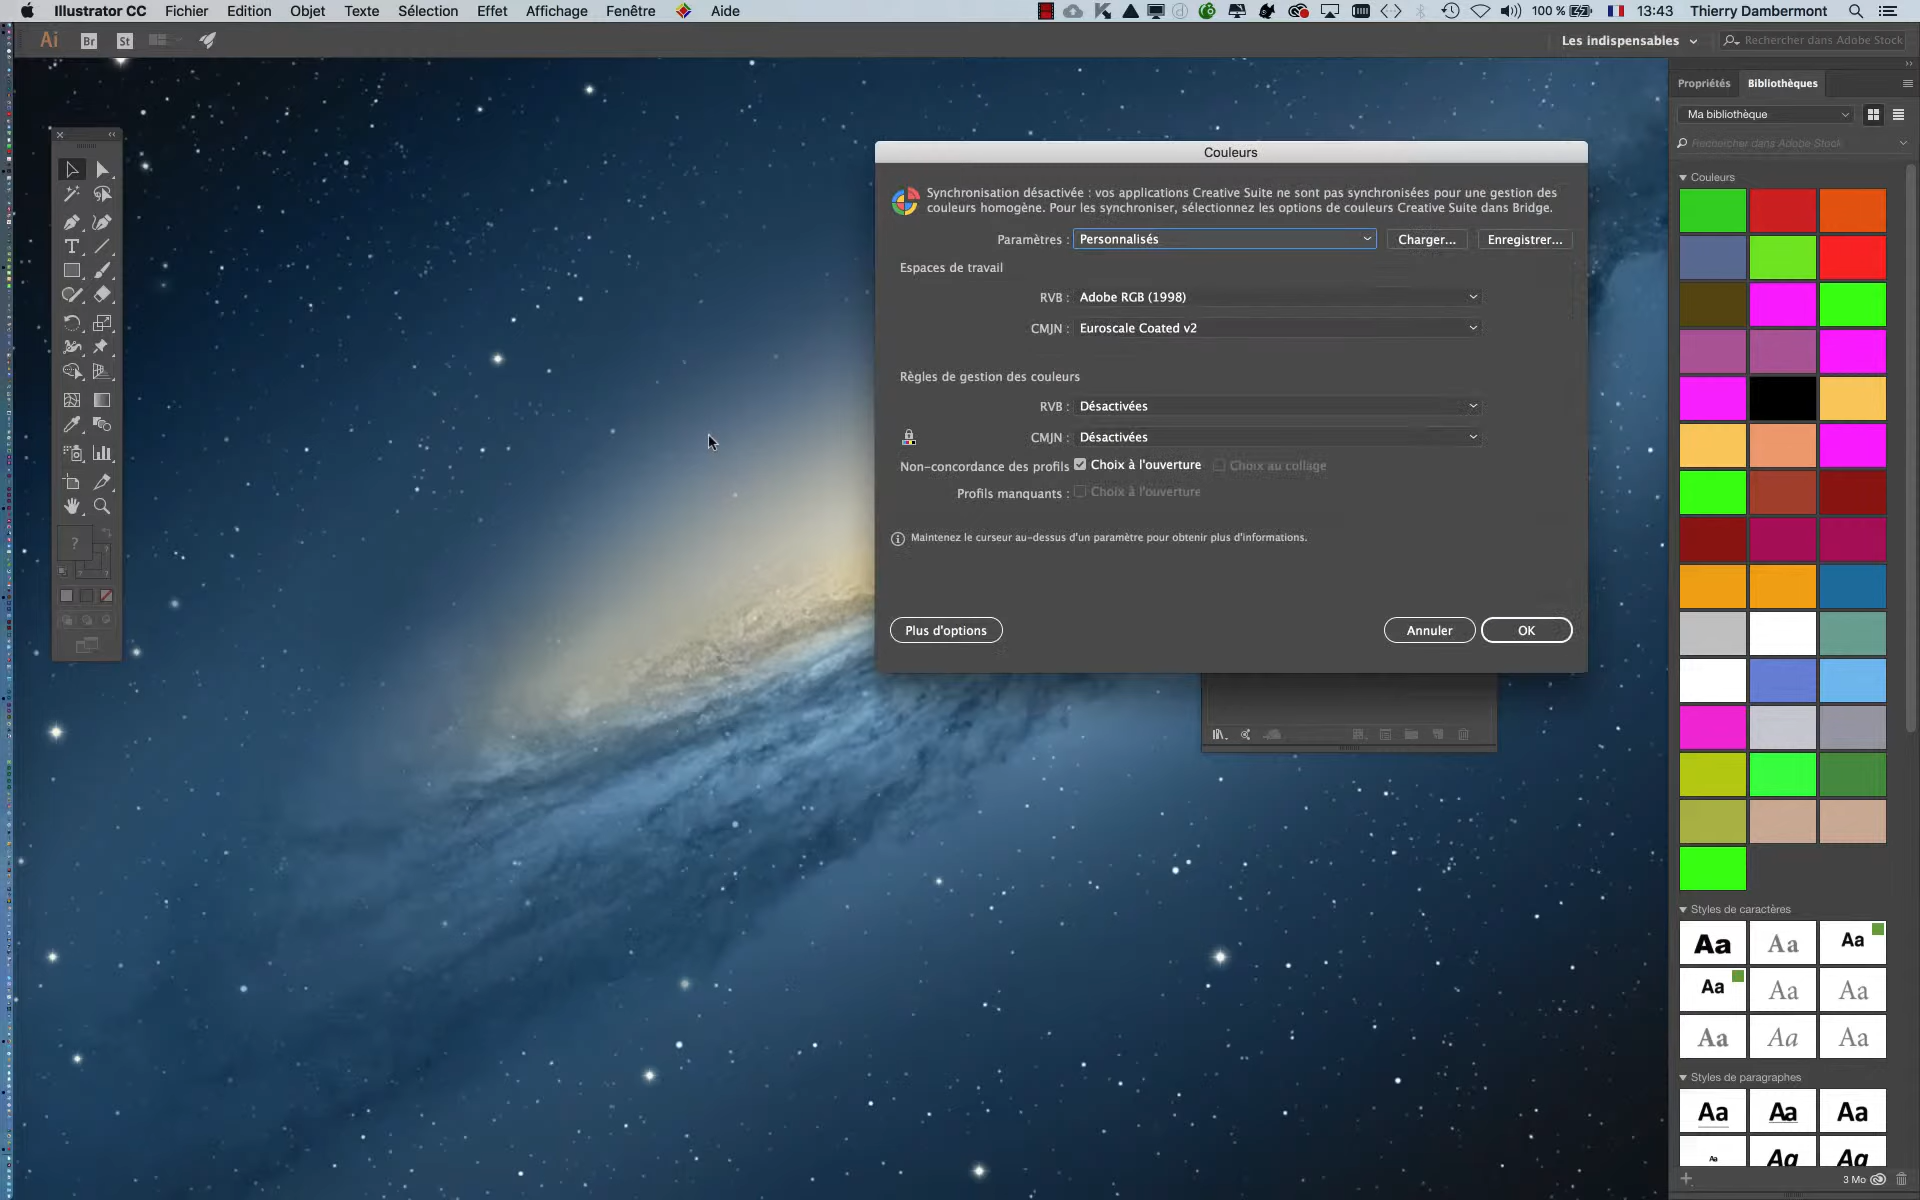 Illustrator CC Fichier Edition Objet Texte Sélection Effet Affichage Fenêtre Aide 100 % 13:43 Thierry Dambermont
Ai Br St Les indispensables Rechercher dans Adobe Stock
Propriétés Bibliothèques
Ma bibliothèque
Rechercher dans Adobe Stock
Couleurs
Couleurs
Synchronisation désactivée : vos applications Creative Suite ne sont pas synchronisées pour une gestion des
couleurs homogène. Pour les synchroniser, sélectionnez les options de couleurs Creative Suite dans Bridge.
Paramètres : Personnalisés Charger... Enregistrer...
Espaces de travail
RVB : Adobe RGB (1998)
CMJN : Euroscale Coated v2
Règles de gestion des couleurs
RVB : Désactivées
CMJN : Désactivées
Non-concordance des profils Choix à l'ouverture Choix au collage
Profils manquants : Choix à l'ouverture
Maintenez le curseur au-dessus d'un paramètre pour obtenir plus d'informations.
Plus d'options Annuler OK
Styles de caractères
Aa Aa Aa
Aa Aa Aa
Aa Aa Aa
Styles de paragraphes
Aa Aa Aa
Aa Ag Ag
3 Mo